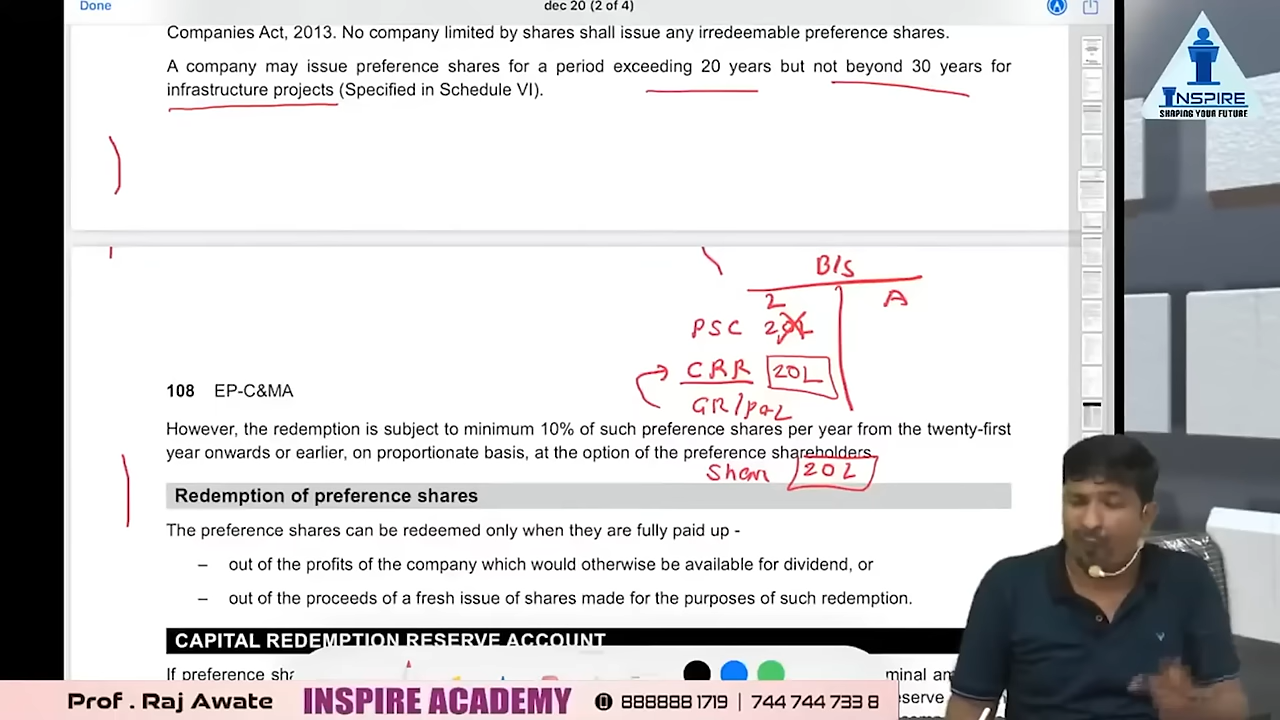 Done
dec 20 (2 of 4)
Companies Act, 2013. No company limited by shares shall issue any irredeemable preference shares.
A company may issue preference shares for a period exceeding 20 years but not beyond 30 years for
infrastructure projects (Specified in Schedule VI).
INSPIRE
SHAPING YOUR FUTURE
B/S
L A
PSC
CRR 20L
GR/P&L
108 EP-C&MA
However, the redemption is subject to minimum 10% of such preference shares per year from the twenty-first
year onwards or earlier, on proportionate basis, at the option of the preference shareholders.
Share 20L
Redemption of preference shares
The preference shares can be redeemed only when they are fully paid up -
– out of the profits of the company which would otherwise be available for dividend, or
– out of the proceeds of a fresh issue of shares made for the purposes of such redemption.
CAPITAL REDEMPTION RESERVE ACCOUNT
If preference
Prof . Raj Awate INSPIRE ACADEMY 888888 1719 | 744 744 733 8